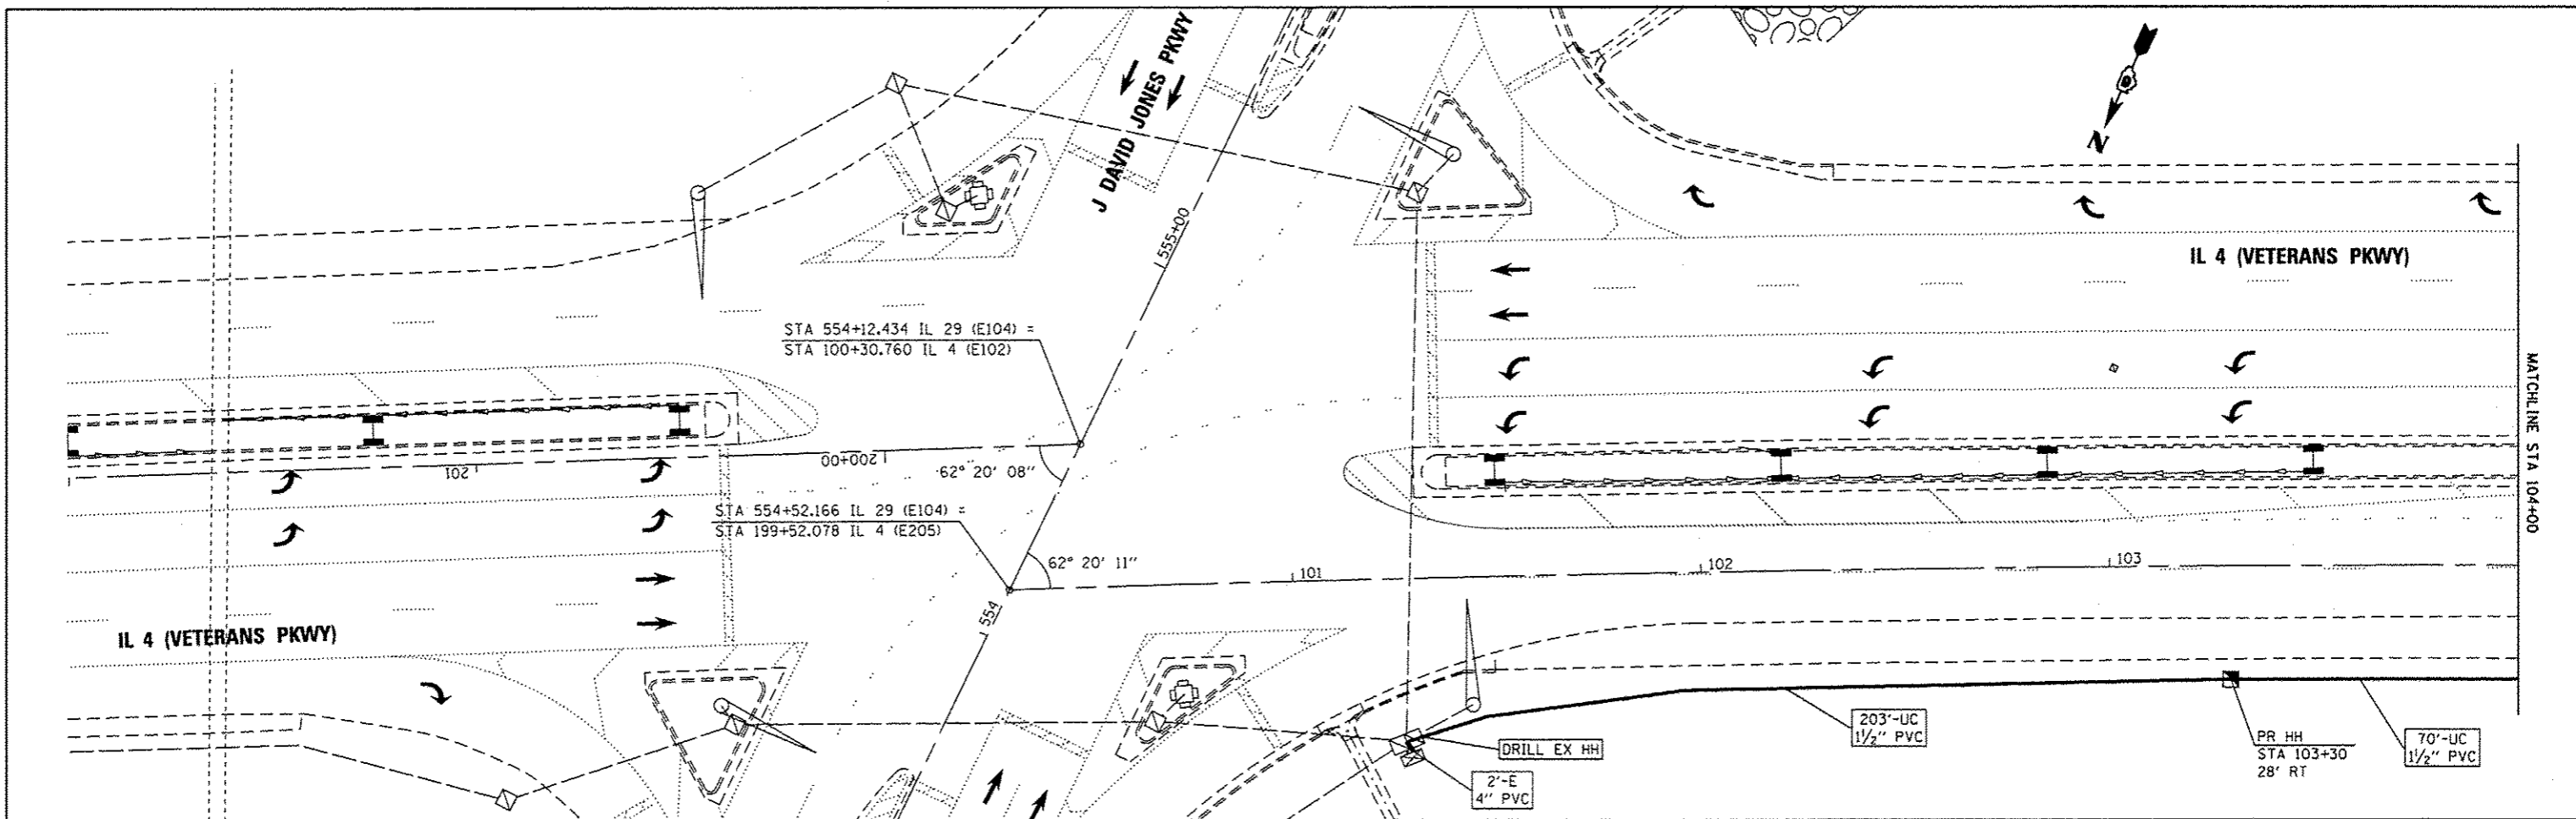 J DAVID JONES PKWY
N
555+00
IL 4 (VETERANS PKWY)
STA 554+12.434 IL 29 (E104) =
STA 100+30.760 IL 4 (E102)
MATCHLINE STA 104+00
201
200+00
62° 20' 08"
STA 554+52.166 IL 29 (E104) =
STA 199+52.078 IL 4 (E205)
62° 20' 11"
101
102
103
554
IL 4 (VETERANS PKWY)
203'-UC
1½" PVC
DRILL EX HH
PR HH
STA 103+30
28' RT
70'-UC
1½" PVC
2'-E
4" PVC